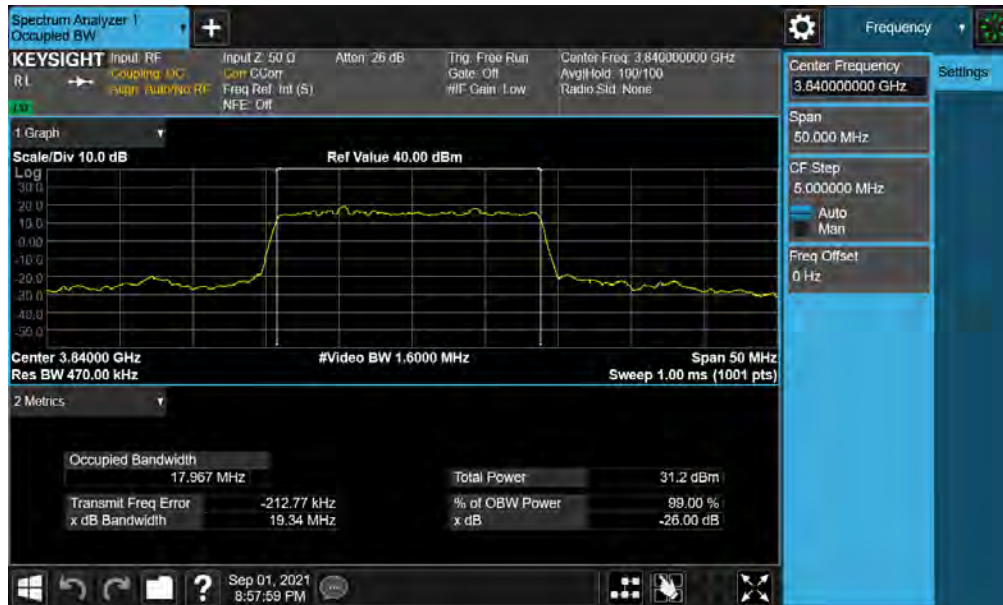 Spectrum Analyzer 1
Occupied BW
Frequency
KEYSIGHT
Input: RF
Coupling: DC
Align: Auto/No RF
Input Z: 50 Ω
Corr CCorr
Freq Ref: Int (S)
NFE: Off
Atten: 26 dB
Trig: Free Run
Gate: Off
#IF Gain: Low
Center Freq: 3.840000000 GHz
Avg|Hold: 100/100
Radio Std: None
Center Frequency
3.840000000 GHz
Settings
Span
50.000 MHz
CF Step
5.000000 MHz
Auto
Man
Freq Offset
0 Hz
1 Graph
Scale/Div 10.0 dB
Ref Value 40.00 dBm
Log
30.0
20.0
10.0
0.00
-10.0
-20.0
-30.0
-40.0
-50.0
Center 3.84000 GHz
#Video BW 1.6000 MHz
Span 50 MHz
Res BW 470.00 kHz
Sweep 1.00 ms (1001 pts)
2 Metrics
Occupied Bandwidth
17.967 MHz
Total Power 31.2 dBm
Transmit Freq Error -212.77 kHz
% of OBW Power 99.00 %
x dB Bandwidth 19.34 MHz
x dB -26.00 dB
Sep 01, 2021
8:57:59 PM